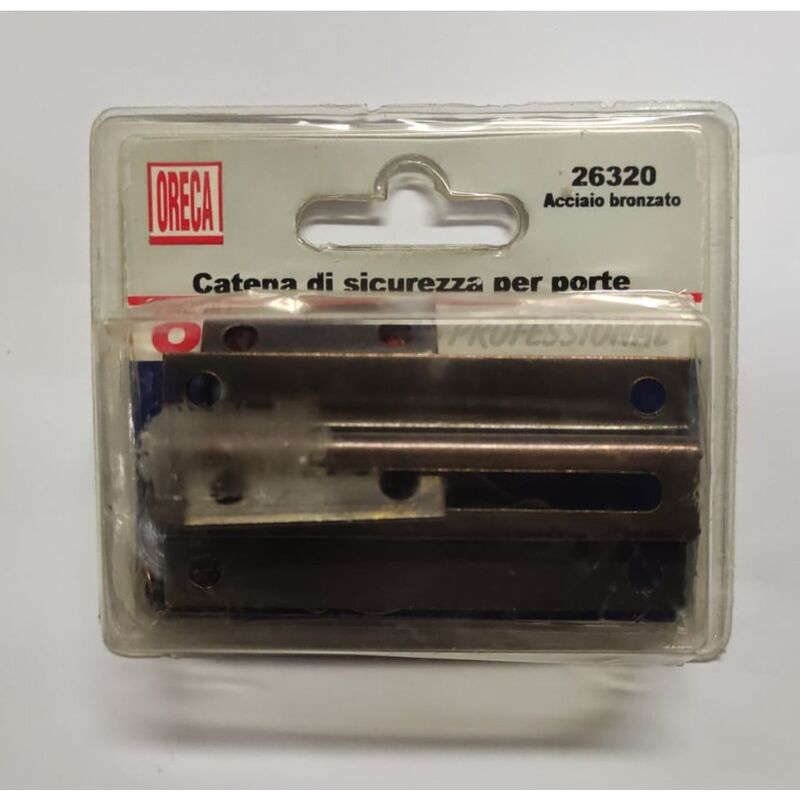 ORECA
26320
Acciaio bronzato
Catena di sicurezza per porte
PROFESSIONAL